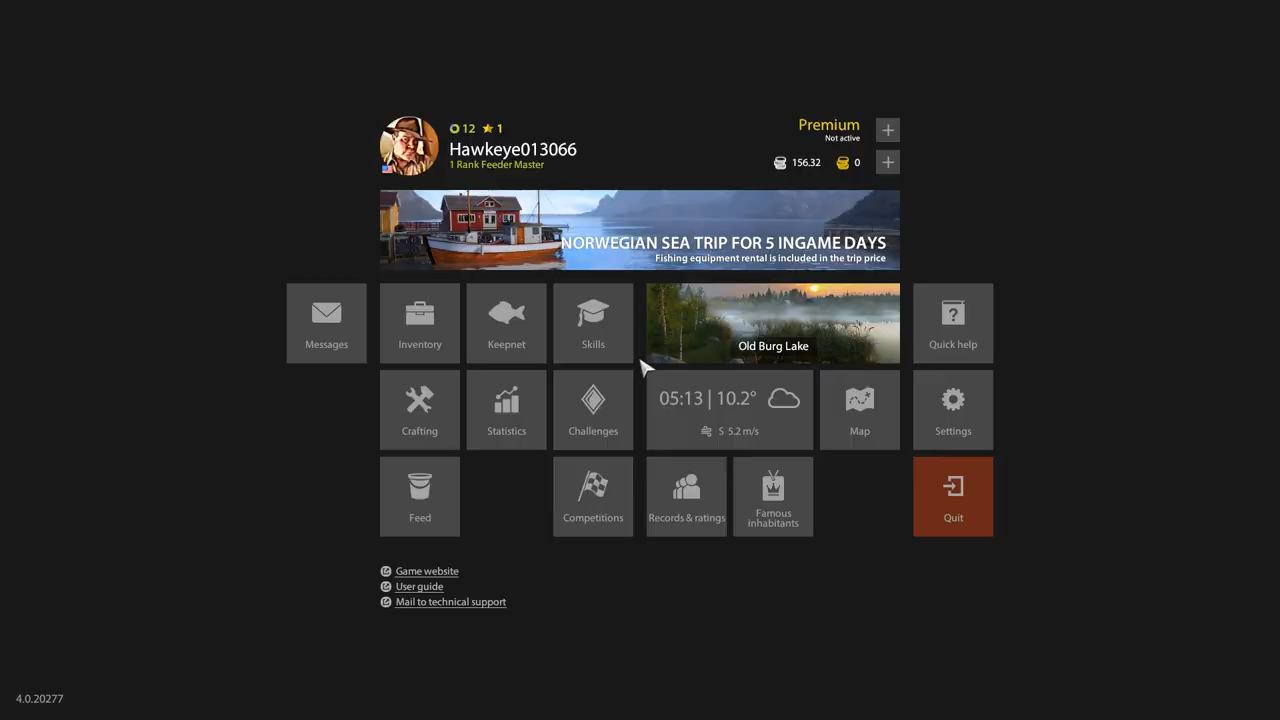 12 1
Hawkeye013066
1 Rank Feeder Master
Premium
Not active
156.32 0
NORWEGIAN SEA TRIP FOR 5 INGAME DAYS
Fishing equipment rental is included in the trip price
Messages
Inventory
Keepnet
Skills
Old Burg Lake
Quick help
Crafting
Statistics
Challenges
05:13 | 10.2°
S 5.2 m/s
Map
Settings
Feed
Competitions
Records & ratings
Famous
inhabitants
Quit
Game website
User guide
Mail to technical support
4.0.20277